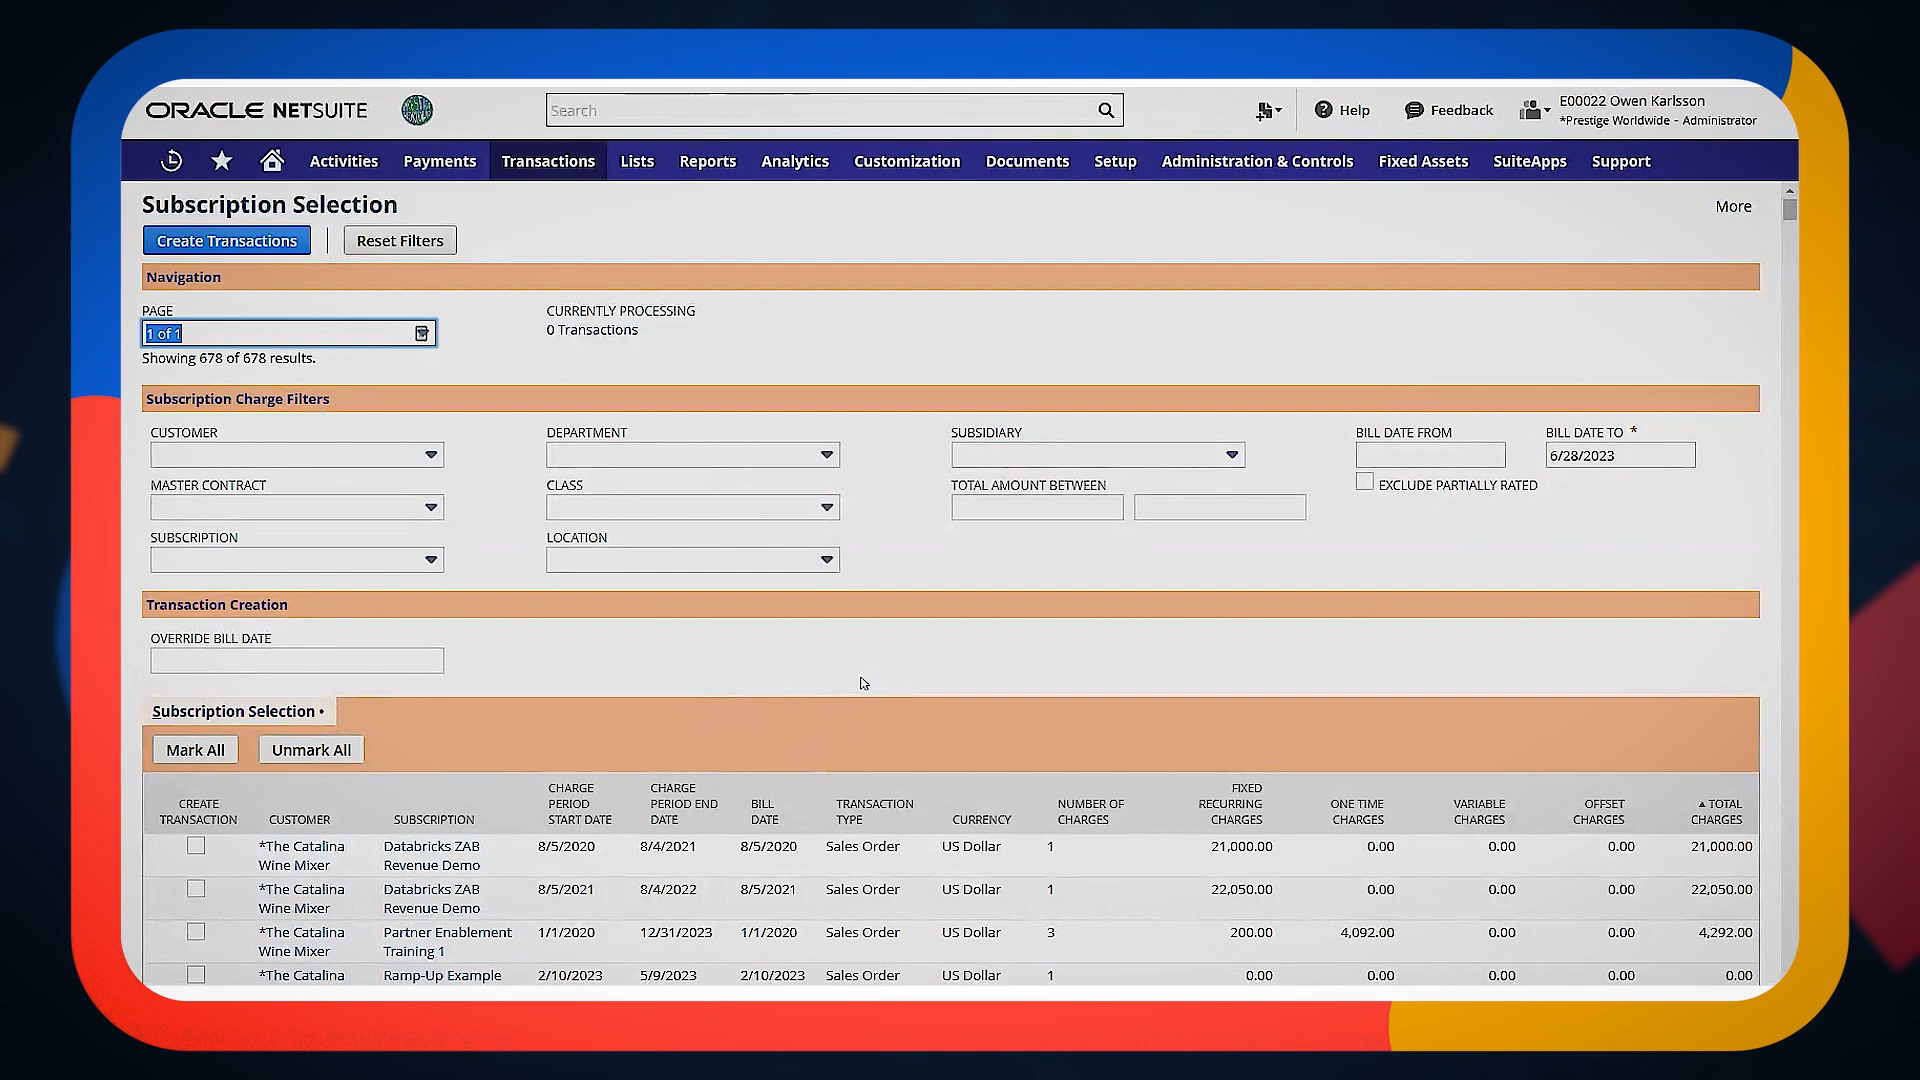 ORACLE NETSUITE
Search
Help
Feedback
E00022 Owen Karlsson
*Prestige Worldwide - Administrator
Activities Payments Transactions Lists Reports Analytics Customization Documents Setup Administration & Controls Fixed Assets SuiteApps Support
Subscription Selection
More
Create Transactions
Reset Filters
Navigation
PAGE
CURRENTLY PROCESSING
1 of 1
0 Transactions
Showing 678 of 678 results.
Subscription Charge Filters
CUSTOMER DEPARTMENT SUBSIDIARY BILL DATE FROM BILL DATE TO *
6/28/2023
MASTER CONTRACT CLASS TOTAL AMOUNT BETWEEN EXCLUDE PARTIALLY RATED
SUBSCRIPTION LOCATION
Transaction Creation
OVERRIDE BILL DATE
Subscription Selection •
Mark All
Unmark All
CREATE TRANSACTION CUSTOMER SUBSCRIPTION CHARGE PERIOD START DATE CHARGE PERIOD END DATE BILL DATE TRANSACTION TYPE CURRENCY NUMBER OF CHARGES FIXED RECURRING CHARGES ONE TIME CHARGES VARIABLE CHARGES OFFSET CHARGES ▲ TOTAL CHARGES
*The Catalina Databricks ZAB 8/5/2020 8/4/2021 8/5/2020 Sales Order US Dollar 1 21,000.00 0.00 0.00 0.00 21,000.00
Wine Mixer Revenue Demo
*The Catalina Databricks ZAB 8/5/2021 8/4/2022 8/5/2021 Sales Order US Dollar 1 22,050.00 0.00 0.00 0.00 22,050.00
Wine Mixer Revenue Demo
*The Catalina Partner Enablement 1/1/2020 12/31/2023 1/1/2020 Sales Order US Dollar 3 200.00 4,092.00 0.00 0.00 4,292.00
Wine Mixer Training 1
*The Catalina Ramp-Up Example 2/10/2023 5/9/2023 2/10/2023 Sales Order US Dollar 1 0.00 0.00 0.00 0.00 0.00